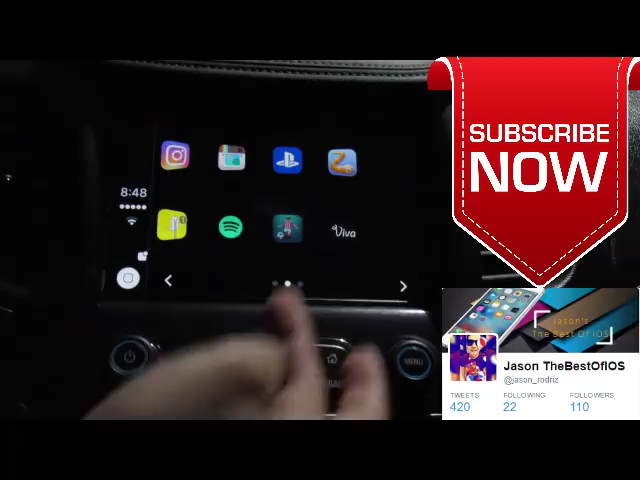 8:48
Viva
MENU
SUBSCRIBE
NOW
Jason's
The Best Of IOS
Jason TheBestOfIOS
@jason_rodriz
TWEETS FOLLOWING FOLLOWERS
420 22 110